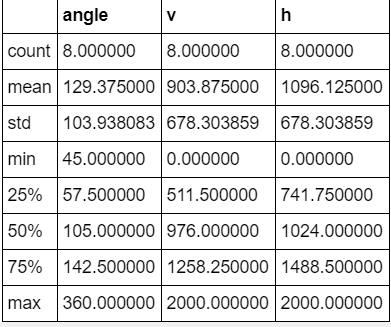 angle v h
count 8.000000 8.000000 8.000000
mean 129.375000 903.875000 1096.125000
std 103.938083 678.303859 678.303859
min 45.000000 0.000000 0.000000
25% 57.500000 511.500000 741.750000
50% 105.000000 976.000000 1024.000000
75% 142.500000 1258.250000 1488.500000
max 360.000000 2000.000000 2000.000000